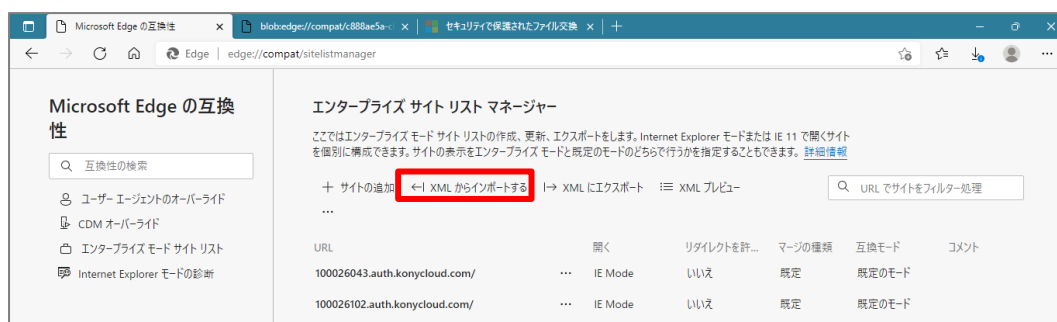 Microsoft Edge の互換性
blob:edge://compat/c888ae5a-c
セキュリティで保護されたファイル交換
Edge
edge://compat/sitelistmanager
Microsoft Edge の互換
性
互換性の検索
ユーザー エージェントのオーバーライド
CDM オーバーライド
エンタープライズ モード サイト リスト
Internet Explorer モードの診断
エンタープライズ サイト リスト マネージャー
ここではエンタープライズ モード サイト リストの作成、更新、エクスポートをします。Internet Explorer モードまたは IE 11 で開くサイト
を個別に構成できます。サイトの表示をエンタープライズ モードと既定のモードのどちらで行うかを指定することもできます。 詳細情報
+ サイトの追加 XML からインポートする XML にエクスポート XML プレビュー URL でサイトをフィルター処理
...
URL 開く リダイレクトを許... マージの種類 互換モード コメント
100026043.auth.konycloud.com/ ... IE Mode いいえ 既定 既定のモード
100026102.auth.konycloud.com/ ... IE Mode いいえ 既定 既定のモード